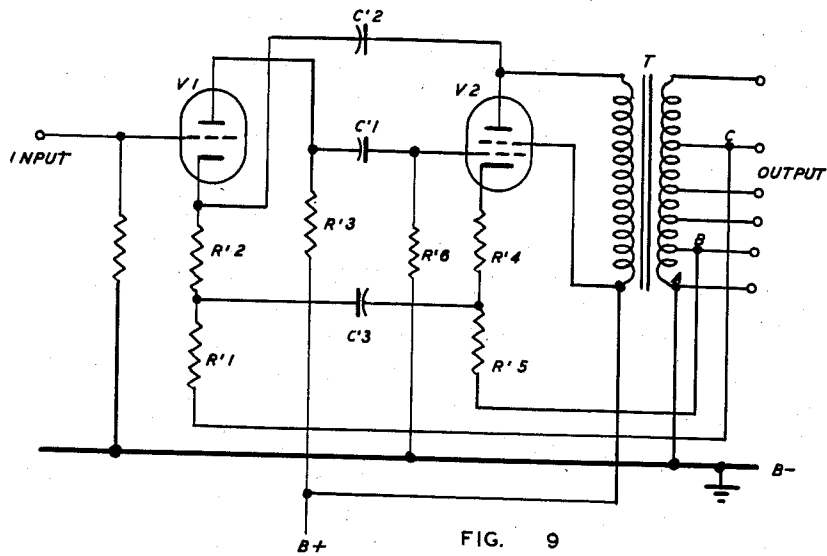 C'2
V1
V2
T
C'1
C
INPUT
OUTPUT
R'2
R'3
R'6
R'4
B
A
C'3
R'1
R'5
B-
B+
FIG. 9